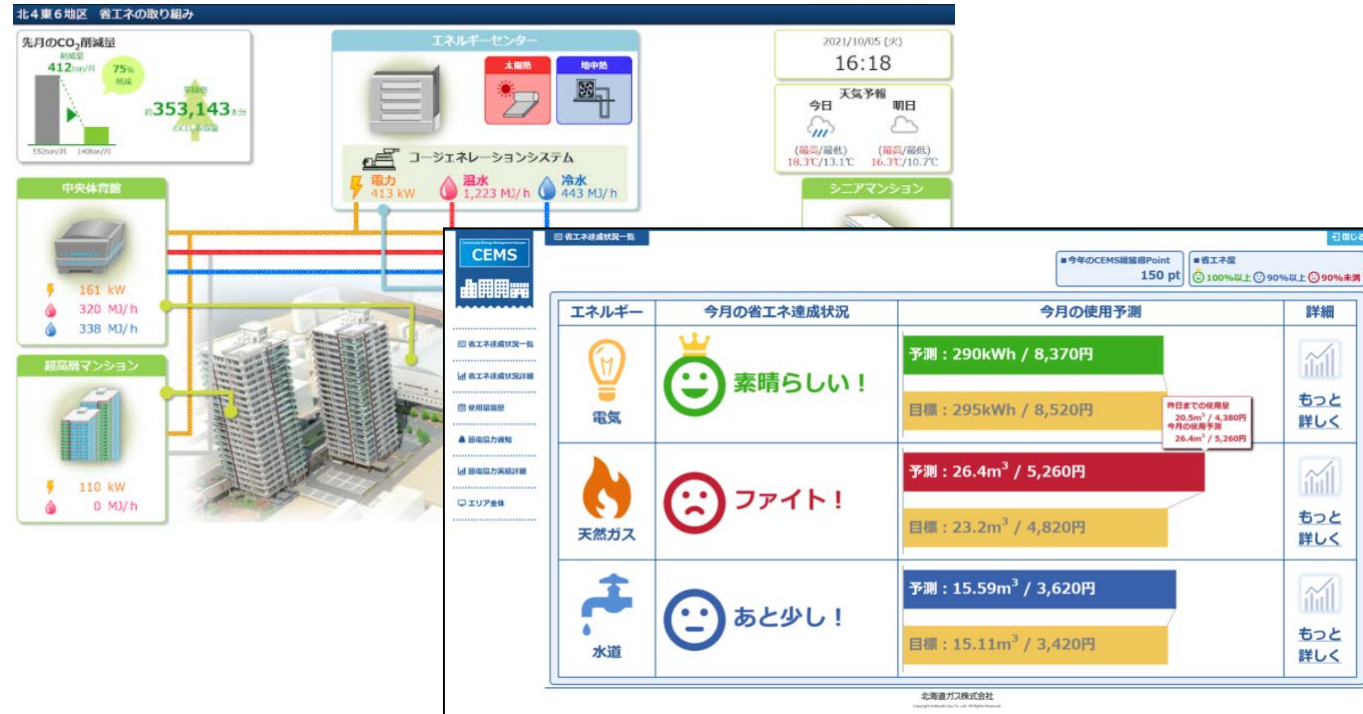 北4東6地区 省エネの取り組み
先月のCO2削減量
削減量
412ton/月
75%
削減
約353,143本分
のCO2吸収量
552ton/月 140ton/月
エネルギーセンター
太陽熱
地中熱
コージェネレーションシステム
電力
413 kW
温水
1,223 MJ/h
冷水
443 MJ/h
2021/10/05 (火)
16:18
天気予報
今日 明日
(最高/最低) (最高/最低)
18.3℃/13.1℃ 16.3℃/10.7℃
中央体育館
161 kW
320 MJ/h
338 MJ/h
超高層マンション
110 kW
0 MJ/h
シニアマンション
Community Energy Management System
CEMS
省エネ達成状況一覧
省エネ達成状況詳細
使用量履歴
節電協力通知
節電協力実績詳細
エリア全体
省エネ達成状況一覧
閉じる
■今年のCEMS総獲得Point
150 pt
■省エネ度
100%以上 90%以上 90%未満
エネルギー 今月の省エネ達成状況 今月の使用予測 詳細
電気
素晴らしい！
予測：290kWh / 8,370円
目標：295kWh / 8,520円
もっと
詳しく
昨日までの使用量
20.5m³ / 4,380円
今月の使用予測
26.4m³ / 5,260円
天然ガス
ファイト！
予測：26.4m³ / 5,260円
目標：23.2m³ / 4,820円
もっと
詳しく
水道
あと少し！
予測：15.59m³ / 3,620円
目標：15.11m³ / 3,420円
もっと
詳しく
北海道ガス株式会社